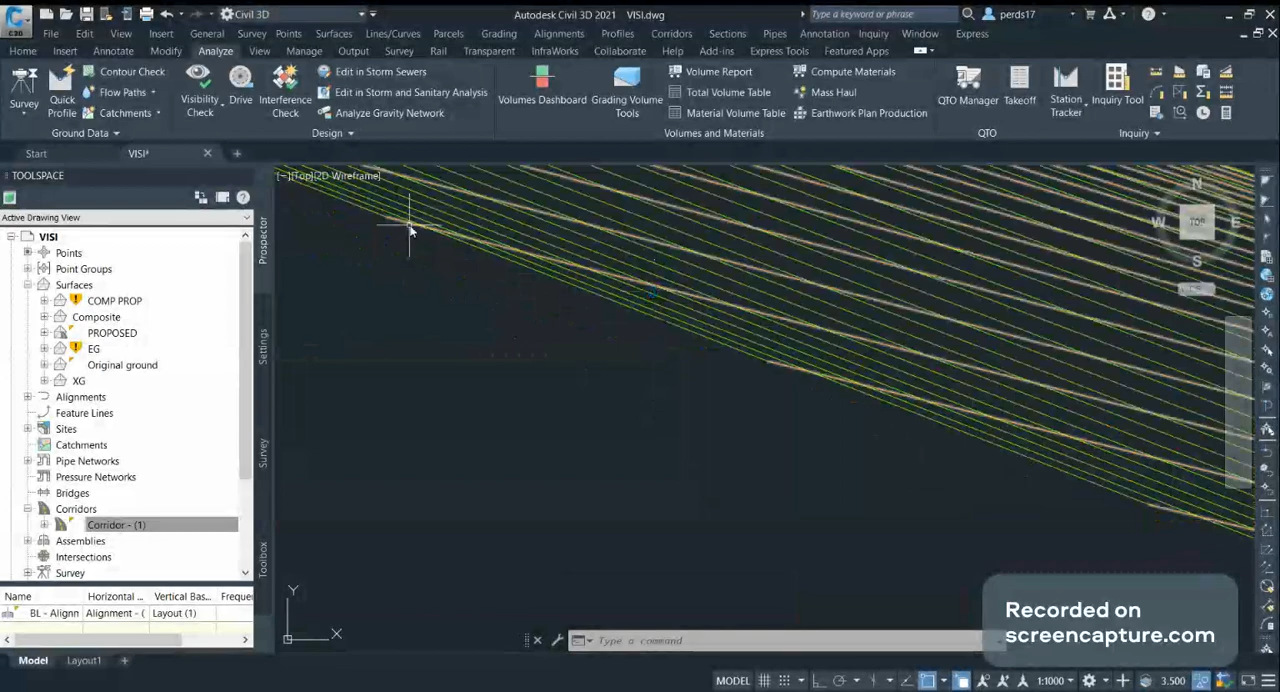 C3D
Civil 3D
Autodesk Civil 3D 2021 VISI.dwg
Type a keyword or phrase
perds17
File Edit View Insert General Survey Points Surfaces Lines/Curves Parcels Grading Alignments Profiles Corridors Sections Pipes Annotation Inquiry Window Express
Home Insert Annotate Modify Analyze View Manage Output Survey Rail Transparent InfraWorks Collaborate Help Add-ins Express Tools Featured Apps
Survey
Quick Profile
Contour Check
Flow Paths
Catchments
Ground Data
Visibility Check
Drive
Interference Check
Edit in Storm Sewers
Edit in Storm and Sanitary Analysis
Analyze Gravity Network
Design
Volumes Dashboard
Grading Volume Tools
Volume Report
Total Volume Table
Material Volume Table
Compute Materials
Mass Haul
Earthwork Plan Production
Volumes and Materials
QTO Manager
Takeoff
QTO
Station Tracker
Inquiry Tool
Inquiry
Start
VISI*
TOOLSPACE
Active Drawing View
VISI
Points
Point Groups
Surfaces
COMP PROP
Composite
PROPOSED
EG
Original ground
XG
Alignments
Feature Lines
Sites
Catchments
Pipe Networks
Pressure Networks
Bridges
Corridors
Corridor - (1)
Assemblies
Intersections
Survey
Name Horizontal ... Vertical Bas... Frequer
BL - Alignn Alignment - ( Layout (1)
Prospector
Settings
Survey
Toolbox
[−][Top][2D Wireframe]
N
W TOP E
S
Y
X
Type a command
Recorded on
screencapture.com
Model Layout1
MODEL
1:1000
3.500